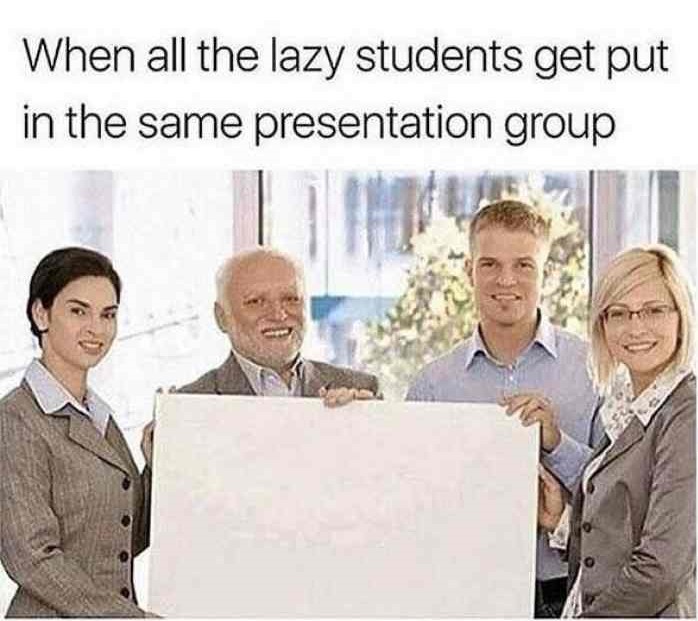 When all the lazy students get put
in the same presentation group